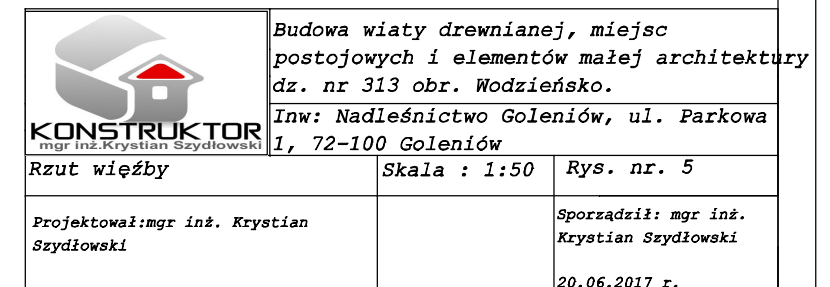 Budowa wiaty drewnianej, miejsc
postojowych i elementów małej architektury
dz. nr 313 obr. Wodzieńsko.
KONSTRUKTOR
mgr inż.Krystian Szydłowski
Inw: Nadleśnictwo Goleniów, ul. Parkowa
1, 72-100 Goleniów
Rzut więźby
Skala : 1:50
Rys. nr. 5
Projektował:mgr inż. Krystian
Szydłowski
Sporządził: mgr inż.
Krystian Szydłowski
20.06.2017 r.